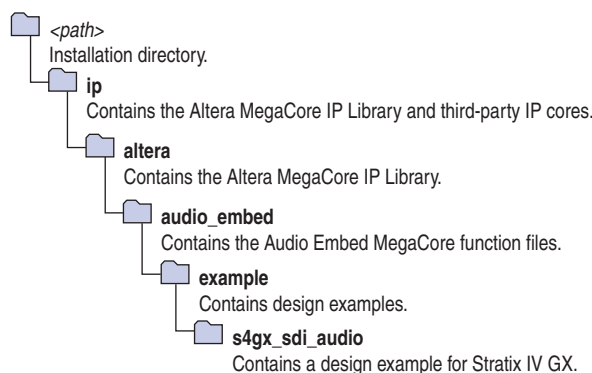 <path>
Installation directory.
ip
Contains the Altera MegaCore IP Library and third-party IP cores.
altera
Contains the Altera MegaCore IP Library.
audio_embed
Contains the Audio Embed MegaCore function files.
example
Contains design examples.
s4gx_sdi_audio
Contains a design example for Stratix IV GX.